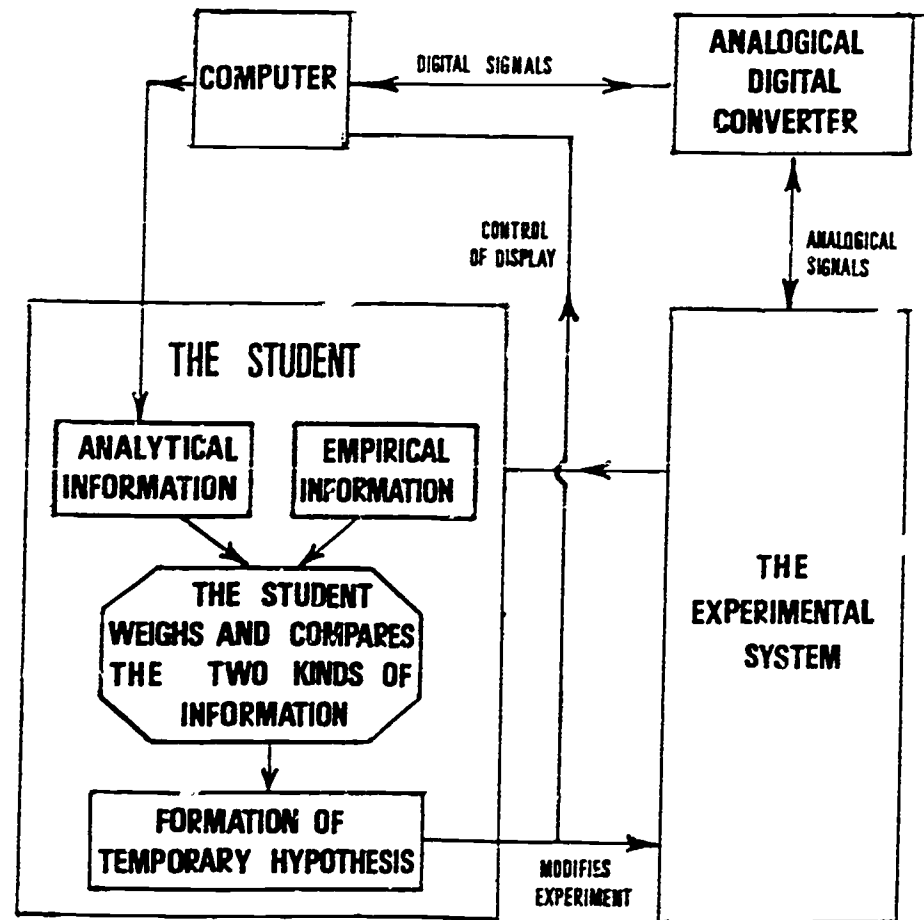 COMPUTER
DIGITAL SIGNALS
ANALOGICAL
DIGITAL
CONVERTER
CONTROL
OF DISPLAY
ANALOGICAL
SIGNALS
THE STUDENT
ANALYTICAL
INFORMATION
EMPIRICAL
INFORMATION
THE STUDENT
WEIGHS AND COMPARES
THE TWO KINDS OF
INFORMATION
THE
EXPERIMENTAL
SYSTEM
FORMATION OF
TEMPORARY HYPOTHESIS
MODIFIES
EXPERIMENT